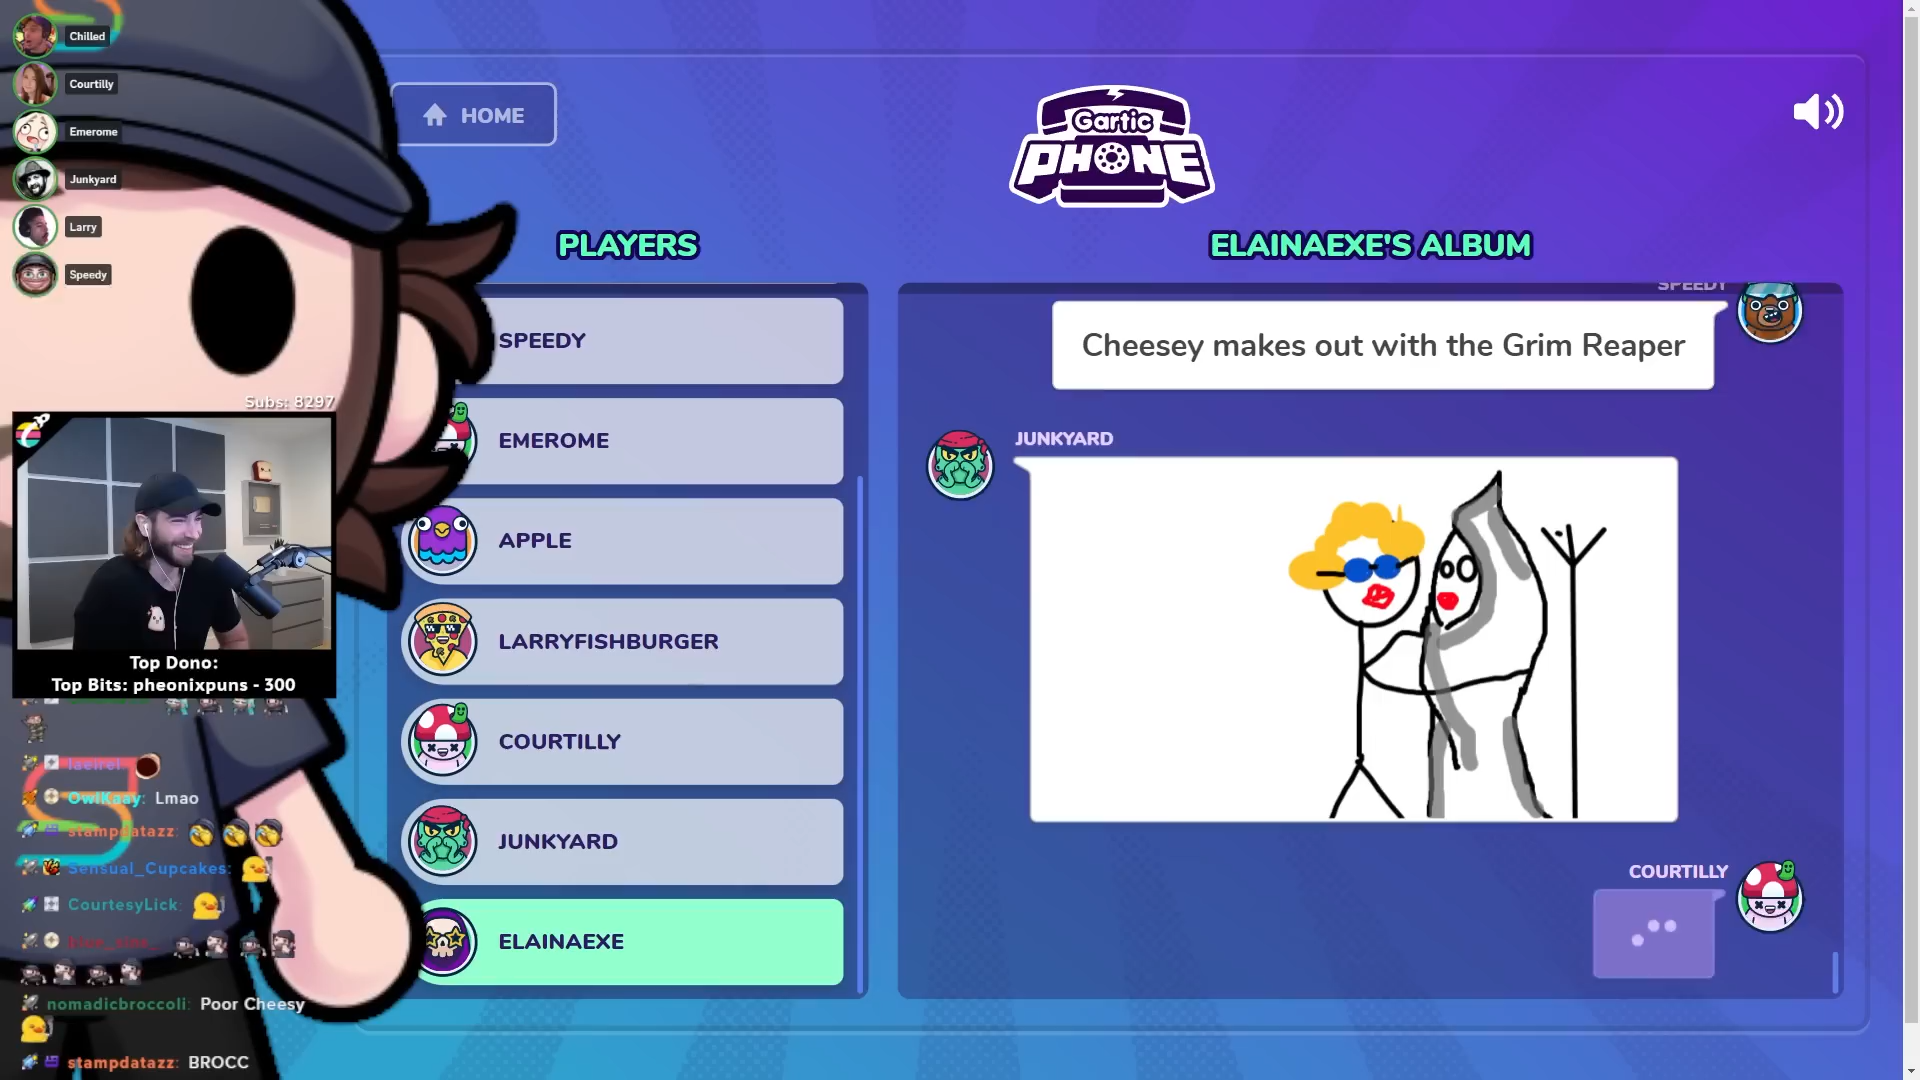 Chilled
Courtilly
Emerome
Junkyard
Larry
Speedy
HOME
Gartic
PHONE
PLAYERS
ELAINAEXE'S ALBUM
SPEEDY
EMEROME
APPLE
LARRYFISHBURGER
COURTILLY
JUNKYARD
ELAINAEXE
SPEEDY
Cheesey makes out with the Grim Reaper
JUNKYARD
COURTILLY
Subs: 8297
Top Dono:
Top Bits: pheonixpuns - 300
OwlKaay: Lmao
stampdatazz:
Sensual_Cupcakes:
CourtesyLick:
nomadicbroccoli: Poor Cheesy
stampdatazz: BROCC